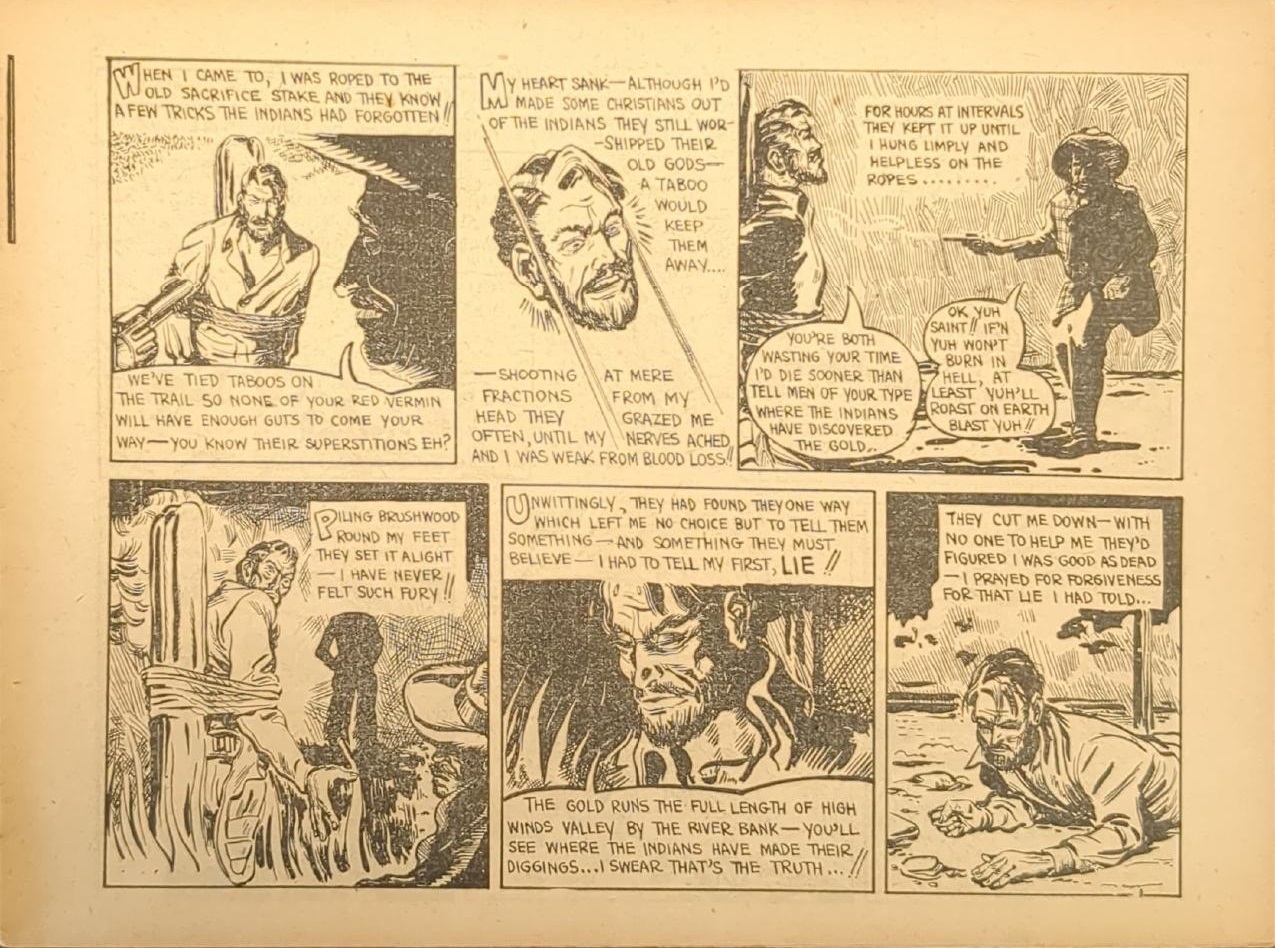 WHEN I CAME TO, I WAS ROPED TO THE
OLD SACRIFICE STAKE AND THEY KNOW
A FEW TRICKS THE INDIANS HAD FORGOTTEN!!
WE'VE TIED TABOOS ON
THE TRAIL SO NONE OF YOUR RED VERMIN
WILL HAVE ENOUGH GUTS TO COME YOUR
WAY—YOU KNOW THEIR SUPERSTITIONS EH?
MY HEART SANK—ALTHOUGH I'D
MADE SOME CHRISTIANS OUT
OF THE INDIANS THEY STILL WOR-
-SHIPPED THEIR
OLD GODS—
A TABOO
WOULD
KEEP
THEM
AWAY....
—SHOOTING AT MERE
FRACTIONS FROM MY
HEAD THEY GRAZED ME
OFTEN, UNTIL MY NERVES ACHED
AND I WAS WEAK FROM BLOOD LOSS!!
FOR HOURS AT INTERVALS
THEY KEPT IT UP UNTIL
I HUNG LIMPLY AND
HELPLESS ON THE
ROPES.........
YOU'RE BOTH
WASTING YOUR TIME
I'D DIE SOONER THAN
TELL MEN OF YOUR TYPE
WHERE THE INDIANS
HAVE DISCOVERED
THE GOLD...
OK YUH
SAINT!! IF'N
YUH WON'T
BURN IN
HELL, AT
LEAST YUH'LL
ROAST ON EARTH
BLAST YUH!!
PILING BRUSHWOOD
ROUND MY FEET
THEY SET IT ALIGHT
—I HAVE NEVER
FELT SUCH FURY!!
UNWITTINGLY, THEY HAD FOUND THEY ONE WAY
WHICH LEFT ME NO CHOICE BUT TO TELL THEM
SOMETHING—AND SOMETHING THEY MUST
BELIEVE—I HAD TO TELL MY FIRST, LIE!!
THE GOLD RUNS THE FULL LENGTH OF HIGH
WINDS VALLEY BY THE RIVER BANK—YOU'LL
SEE WHERE THE INDIANS HAVE MADE THEIR
DIGGINGS...I SWEAR THAT'S THE TRUTH...!!
THEY CUT ME DOWN—WITH
NO ONE TO HELP ME THEY'D
FIGURED I WAS GOOD AS DEAD
—I PRAYED FOR FORGIVENESS
FOR THAT LIE I HAD TOLD...